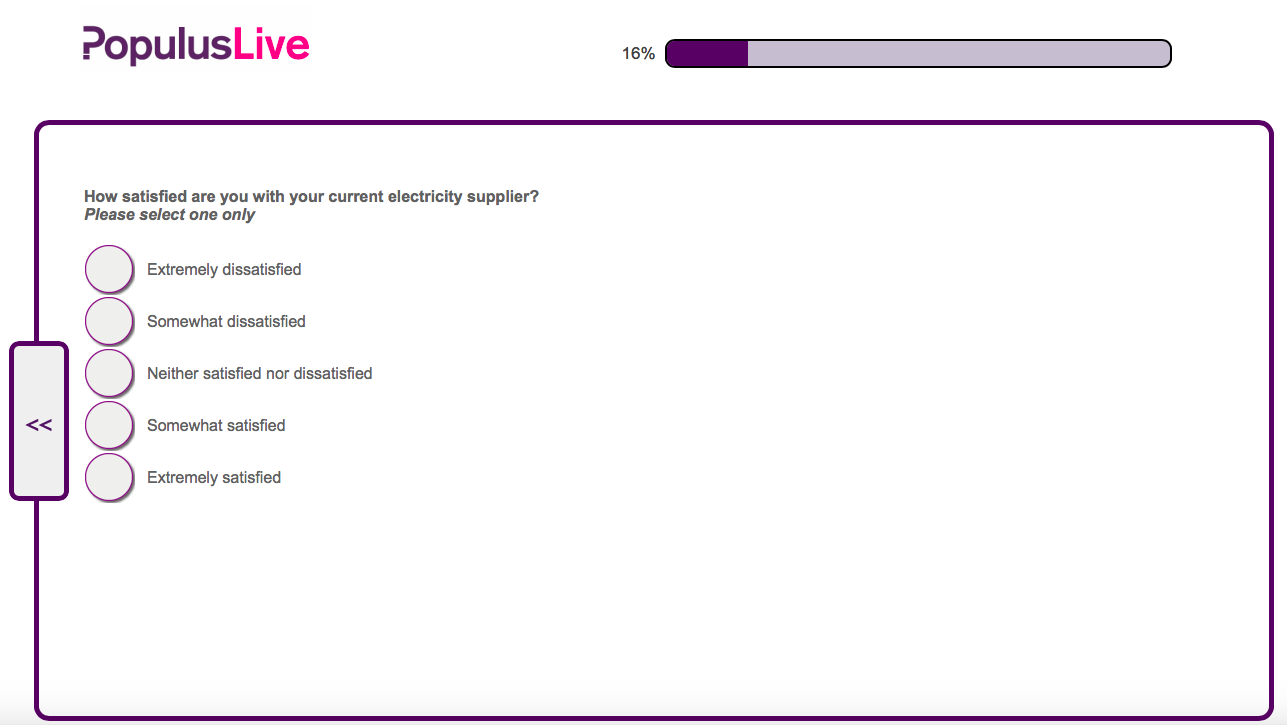 PopulusLive
16%
How satisfied are you with your current electricity supplier?
Please select one only
Extremely dissatisfied
Somewhat dissatisfied
Neither satisfied nor dissatisfied
<<
Somewhat satisfied
Extremely satisfied